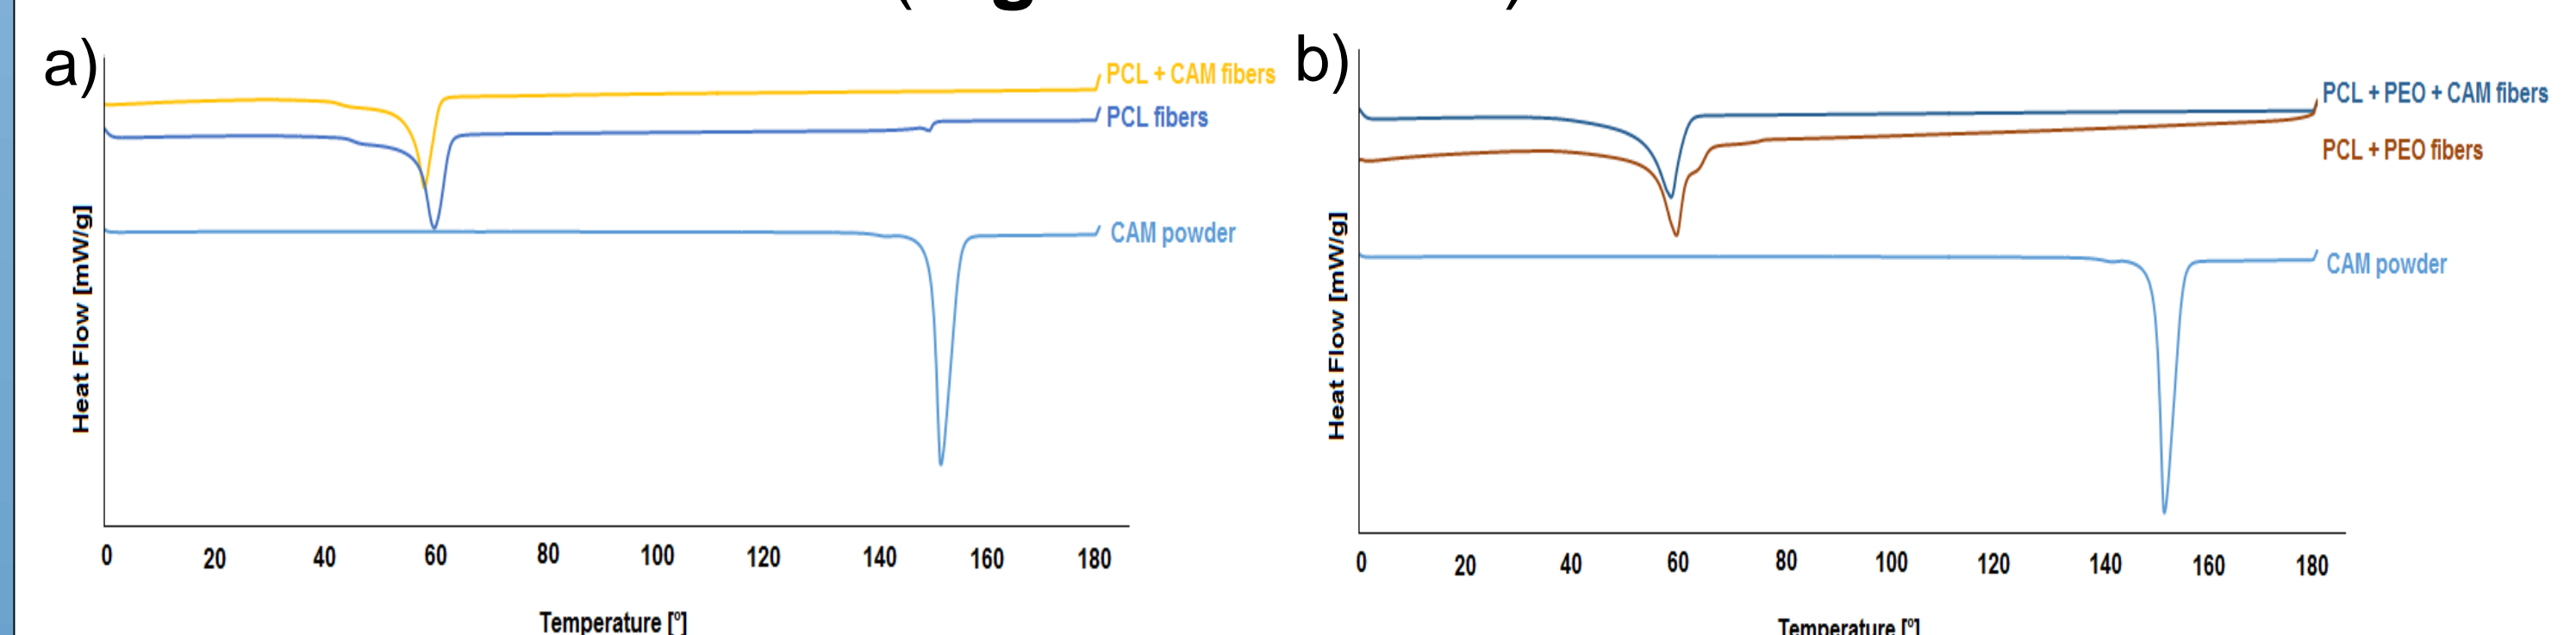 a)
PCL + CAM fibers
PCL fibers
CAM powder
Heat Flow [mW/g]
0 20 40 60 80 100 120 140 160 180
Temperature [º]
b)
PCL + PEO + CAM fibers
PCL + PEO fibers
CAM powder
Heat Flow [mW/g]
0 20 40 60 80 100 120 140 160 180
Temperature [º]